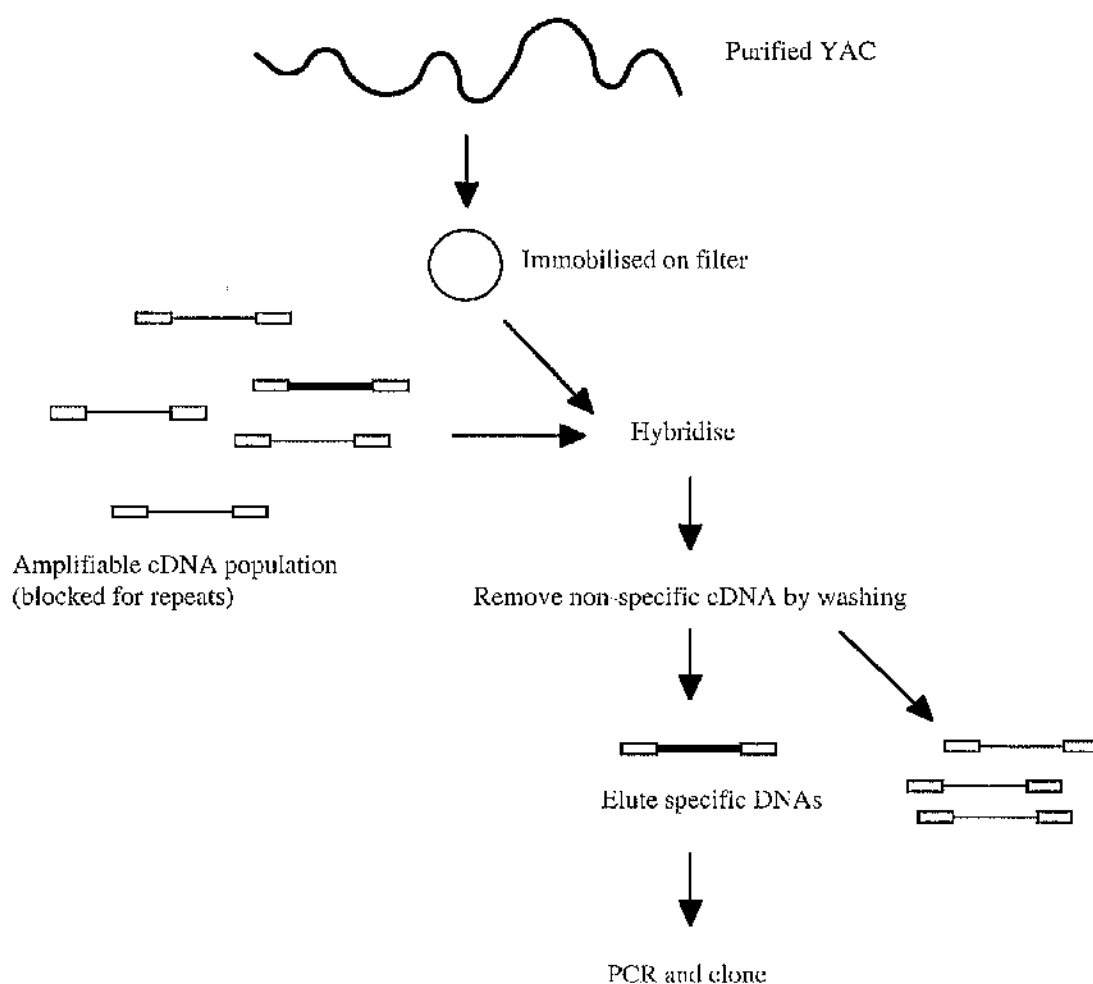 Purified YAC
Immobilised on filter
Hybridise
Amplifiable cDNA population
(blocked for repeats)
Remove non-specific cDNA by washing
Elute specific DNAs
PCR and clone